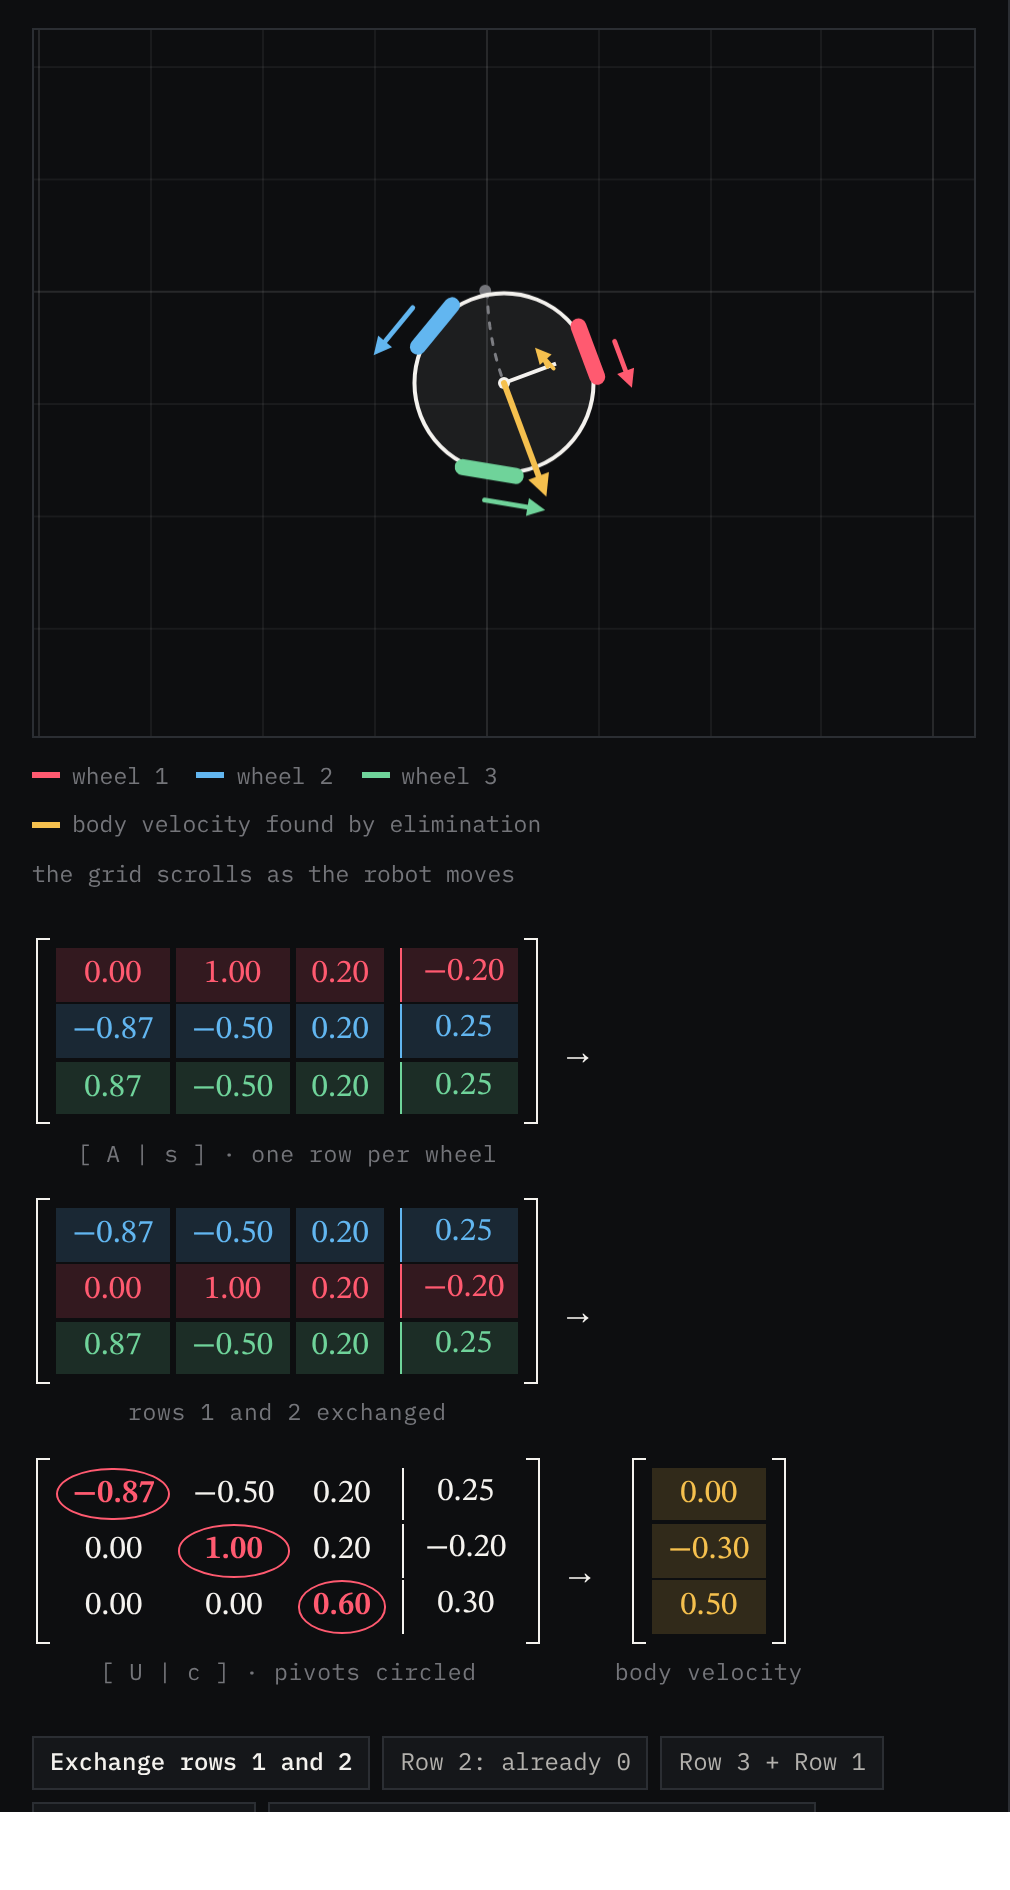 wheel 1 wheel 2 wheel 3
body velocity found by elimination
the grid scrolls as the robot moves
0.00 1.00 0.20 −0.20
−0.87 −0.50 0.20 0.25
0.87 −0.50 0.20 0.25
→
[ A | s ] · one row per wheel
−0.87 −0.50 0.20 0.25
0.00 1.00 0.20 −0.20
0.87 −0.50 0.20 0.25
→
rows 1 and 2 exchanged
−0.87 −0.50 0.20 0.25
0.00 1.00 0.20 −0.20
0.00 0.00 0.60 0.30
→
0.00
−0.30
0.50
[ U | c ] · pivots circled
body velocity
Exchange rows 1 and 2 Row 2: already 0 Row 3 + Row 1